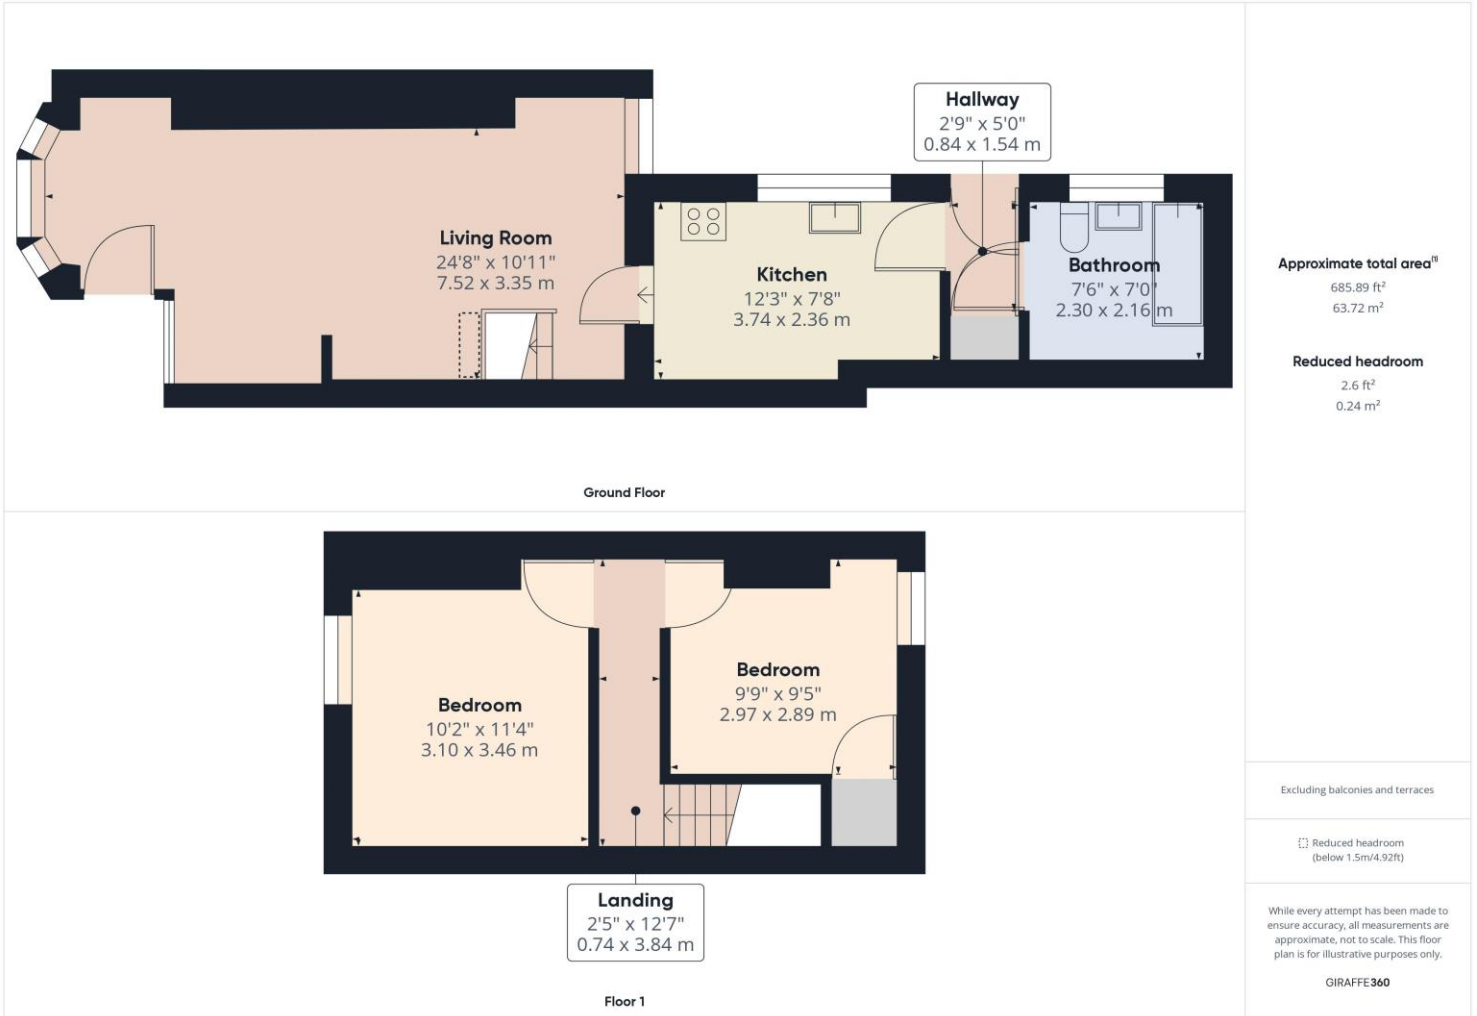 Hallway
2'9" x 5'0"
0.84 x 1.54 m
Living Room
24'8" x 10'11"
7.52 x 3.35 m
Kitchen
12'3" x 7'8"
3.74 x 2.36 m
Bathroom
7'6" x 7'0"
2.30 x 2.16 m
Ground Floor
Bedroom
10'2" x 11'4"
3.10 x 3.46 m
Bedroom
9'9" x 9'5"
2.97 x 2.89 m
Landing
2'5" x 12'7"
0.74 x 3.84 m
Floor 1
Approximate total area⁽¹⁾
685.89 ft²
63.72 m²
Reduced headroom
2.6 ft²
0.24 m²
Excluding balconies and terraces
Reduced headroom
(below 1.5m/4.92ft)
While every attempt has been made to
ensure accuracy, all measurements are
approximate, not to scale. This floor
plan is for illustrative purposes only.
GIRAFFE360